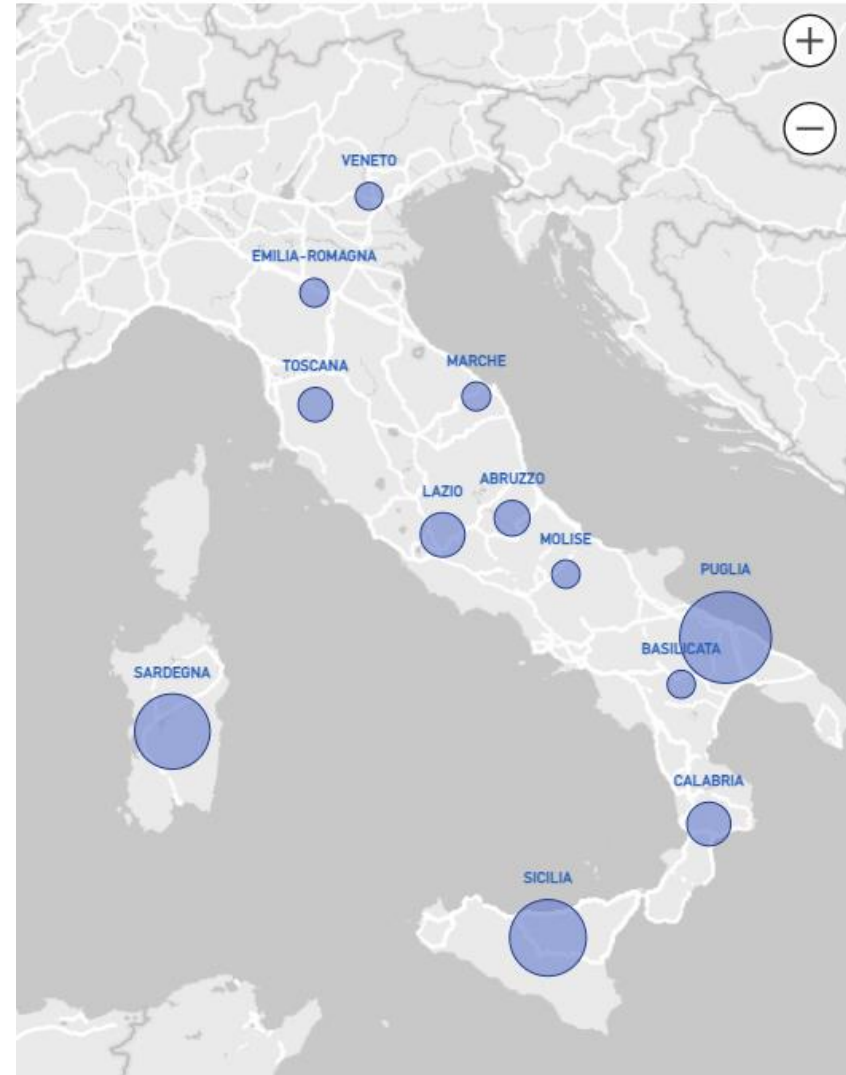 VENETO
EMILIA-ROMAGNA
TOSCANA
MARCHE
ABRUZZO
LAZIO
MOLISE
PUGLIA
BASILICATA
SARDEGNA
CALABRIA
SICILIA